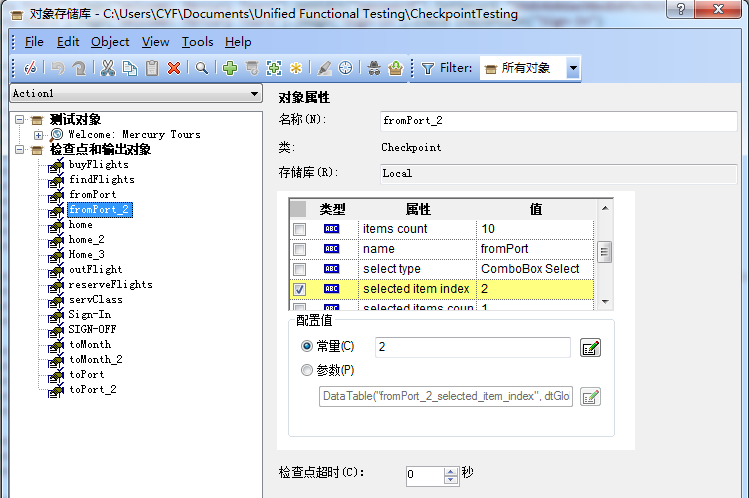 对象存储库 - C:\Users\CYF\Documents\Unified Functional Testing\CheckpointTesting
File Edit Object View Tools Help
Filter: 所有对象
Action1
测试对象
Welcome: Mercury Tours
检查点和输出对象
buyFlights
findFlights
fromPort
fromPort_2
home
home_2
Home_3
outFlight
reserveFlights
servClass
Sign-In
SIGN-OFF
toMonth
toMonth_2
toPort
toPort_2
对象属性
名称(N): fromPort_2
类: Checkpoint
存储库(R): Local
类型 属性 值
ABC items count 10
ABC name fromPort
ABC select type ComboBox Select
ABC selected item index 2
ABC selected items coun 1
配置值
常量(C) 2
参数(P)
DataTable("fromPort_2_selected_item_index", dtGlo
检查点超时(C): 0 秒